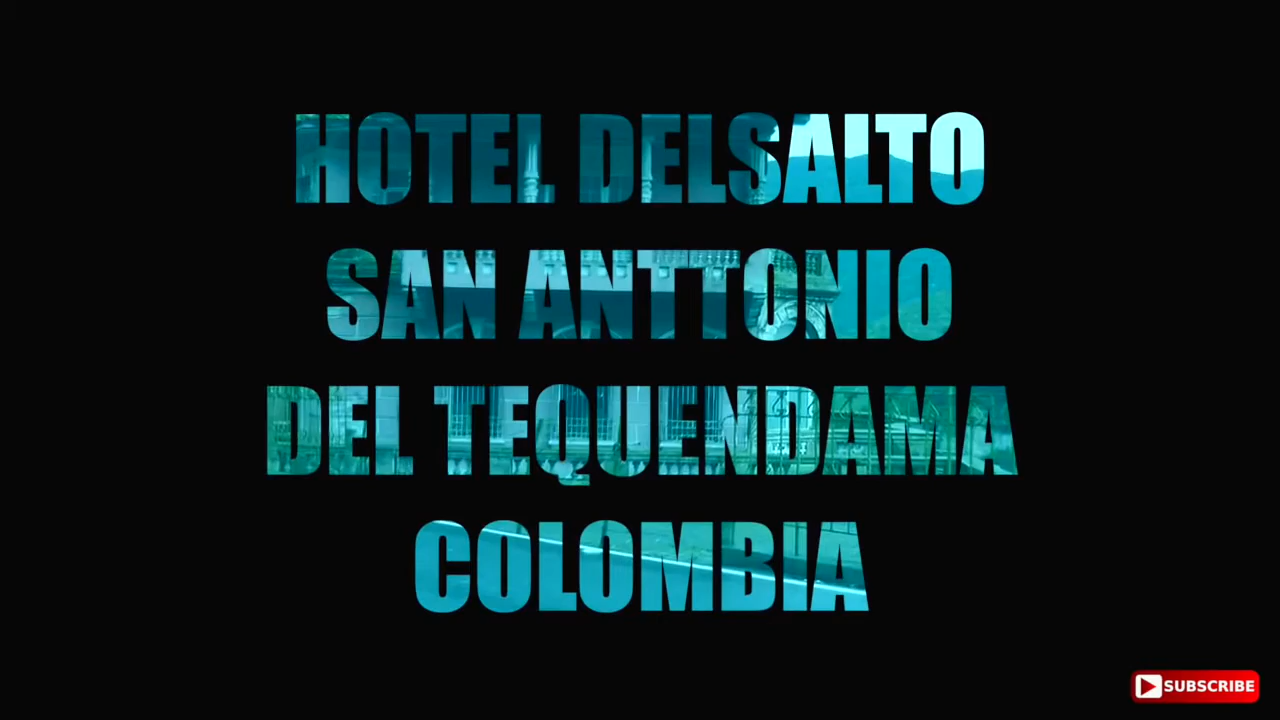 HOTEL DELSALTO
SAN ANTTONIO
DEL TEQUENDAMA
COLOMBIA
SUBSCRIBE